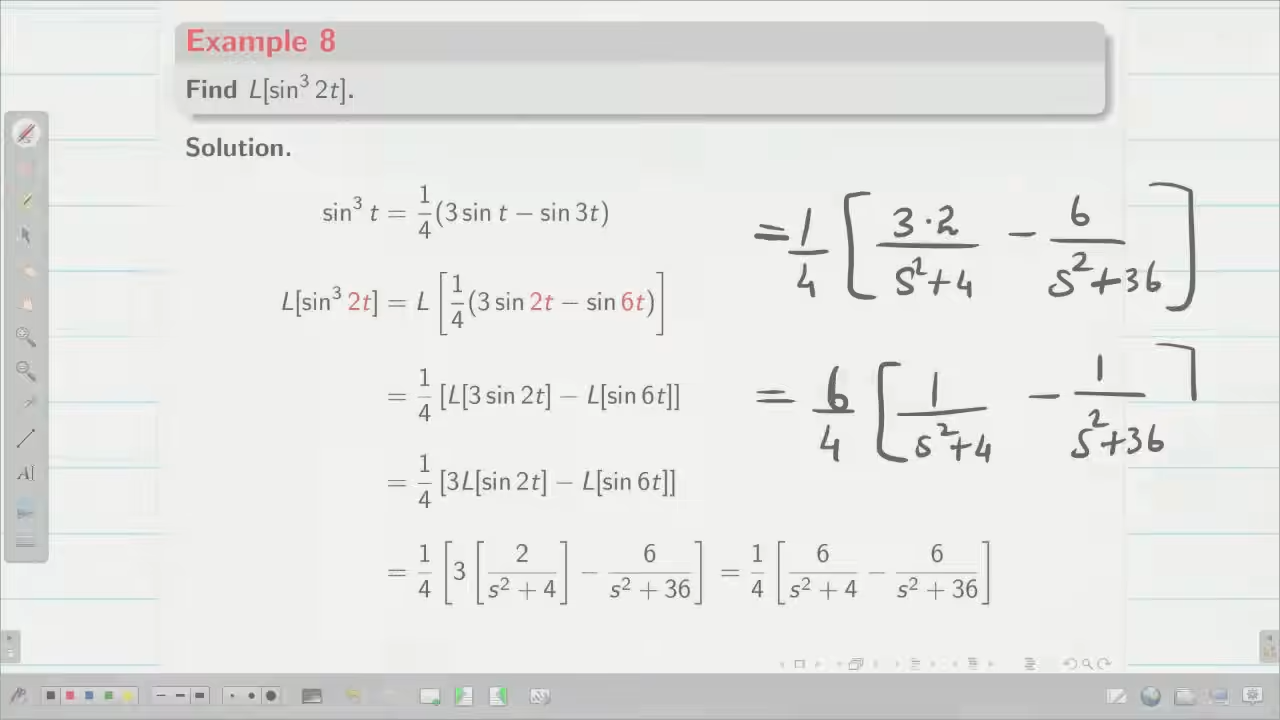 Example 8
Find L[sin³ 2t].
Solution.
sin³ t = 1/4 (3 sin t − sin 3t)
L[sin³ 2t] = L [1/4 (3 sin 2t − sin 6t)]
= 1/4 [L[3 sin 2t] − L[sin 6t]]
= 1/4 [3L[sin 2t] − L[sin 6t]]
= 1/4 [3 [2/(s² + 4)] − 6/(s² + 36)] = 1/4 [6/(s² + 4) − 6/(s² + 36)]
= 1/4 [3·2/(s²+4) − 6/(s²+36)]
= 6/4 [1/(s²+4) − 1/(s²+36)]
A